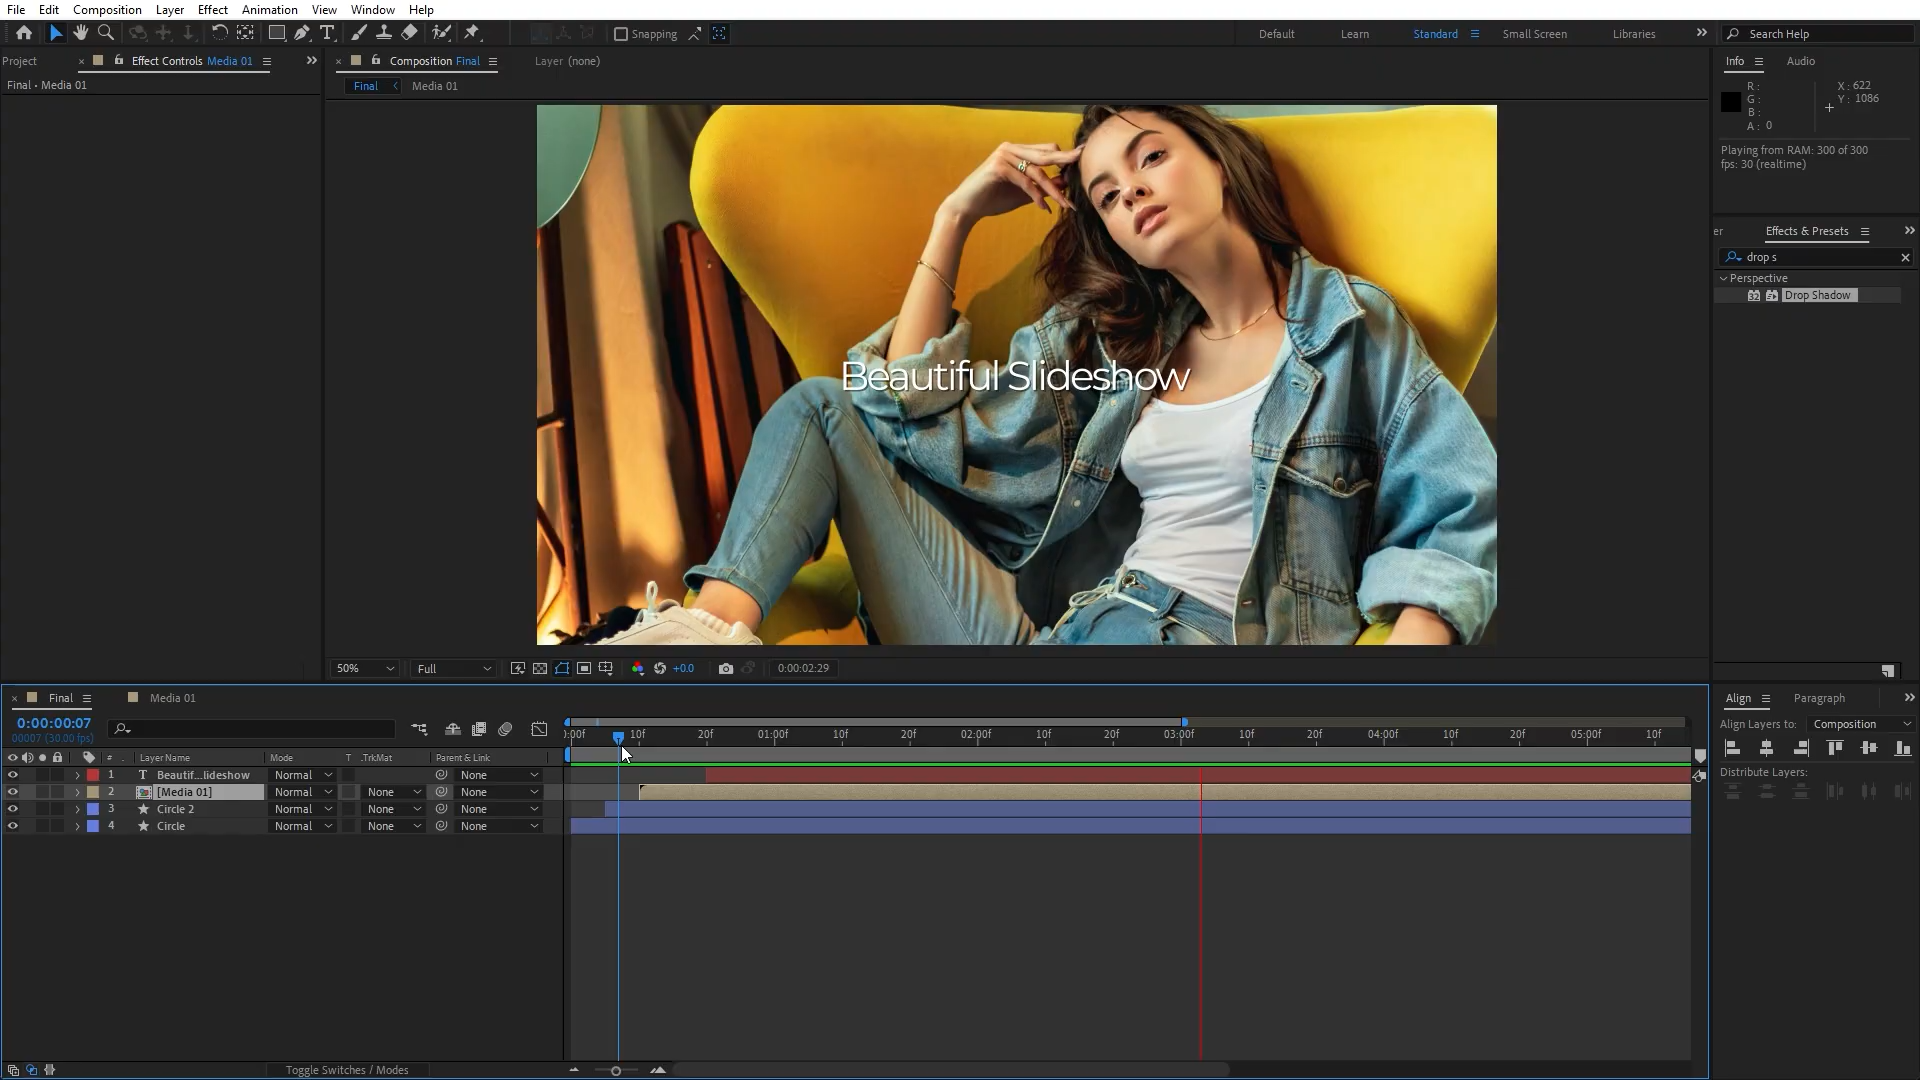 File Edit Composition Layer Effect Animation View Window Help
Snapping
Default Learn Standard Small Screen Libraries
Search Help
Project
Effect Controls Media 01
Composition Final
Layer (none)
Info Audio
Final • Media 01
Final Media 01
R :
G :
B :
A : 0
X : 622
Y : 1086
Playing from RAM: 300 of 300
fps: 30 (realtime)
er Effects & Presets
drop s
Perspective
32 Drop Shadow
Beautiful Slideshow
50% Full +0.0 0:00:02:29
Final Media 01
Align Paragraph
0:00:00:07
00007 (30.00 fps)
Align Layers to: Composition
):00f 10f 20f 01:00f 10f 20f 02:00f 10f 20f 03:00f 10f 20f 04:00f 10f 20f 05:00f 10f
# . Layer Name Mode T .TrkMat Parent & Link
1 T Beautif...lideshow Normal None
2 [Media 01] Normal None None
3 Circle 2 Normal None None
4 Circle Normal None None
Distribute Layers:
Toggle Switches / Modes